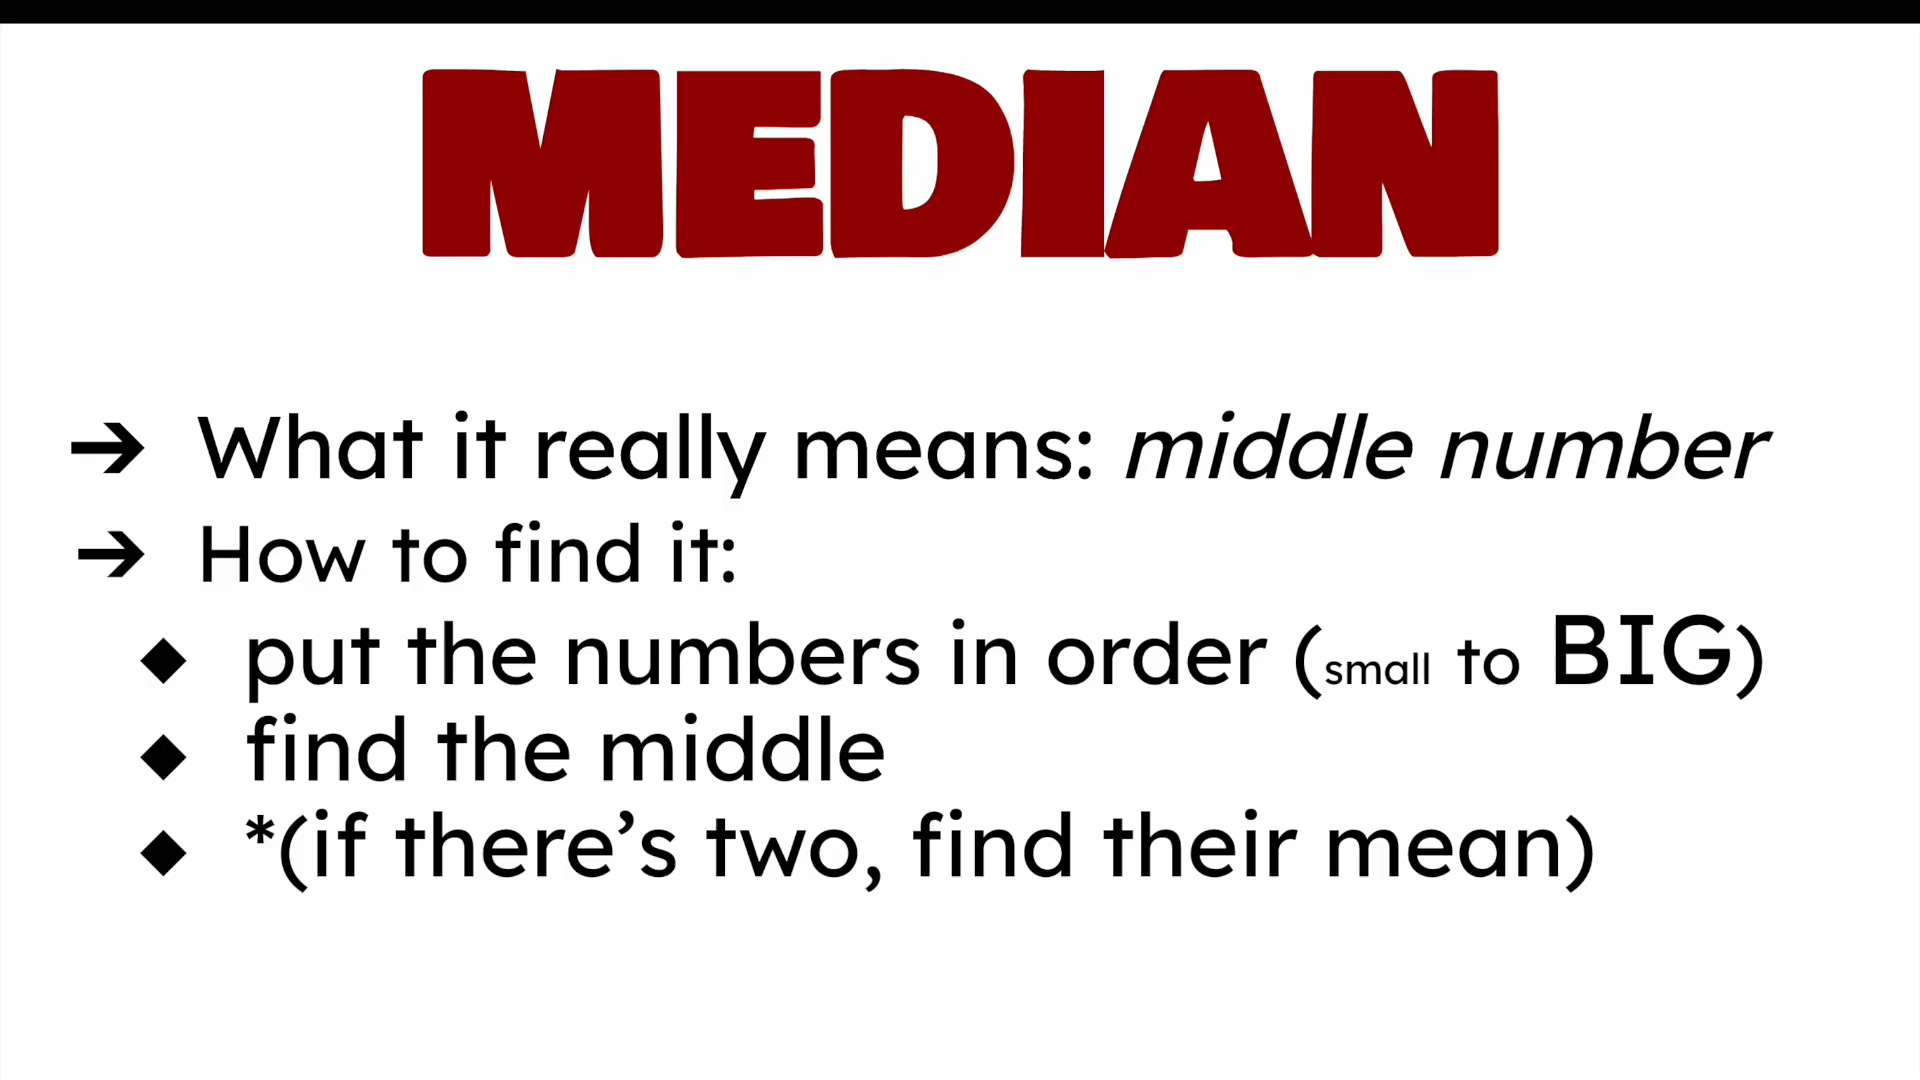 MEDIAN
➔ What it really means: middle number
➔ How to find it:
◆ put the numbers in order (small to BIG)
◆ find the middle
◆ *(if there’s two, find their mean)